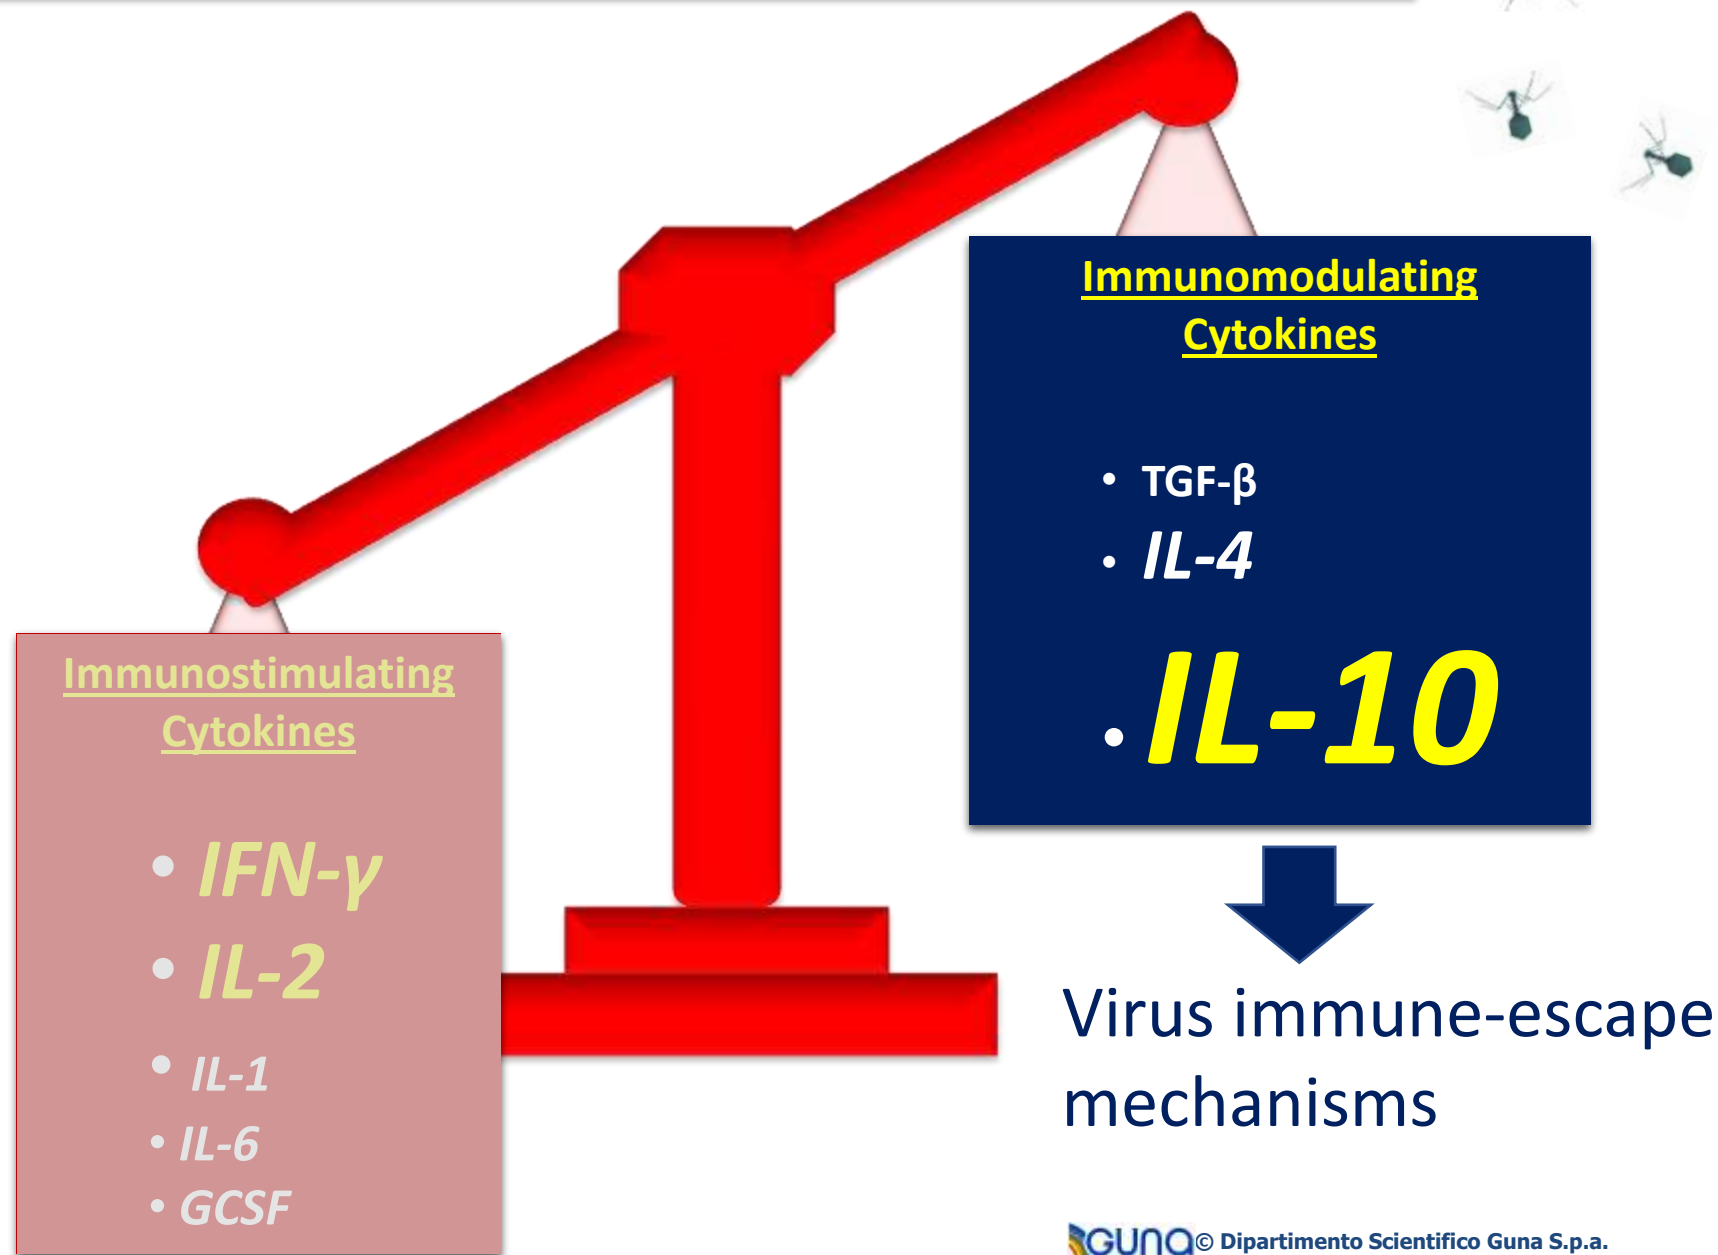 Immunomodulating
Cytokines
• TGF-β
• IL-4
• IL-10
Immunostimulating
Cytokines
• IFN-γ
• IL-2
• IL-1
• IL-6
• GCSF
Virus immune-escape
mechanisms
GUNA © Dipartimento Scientifico Guna S.p.a.